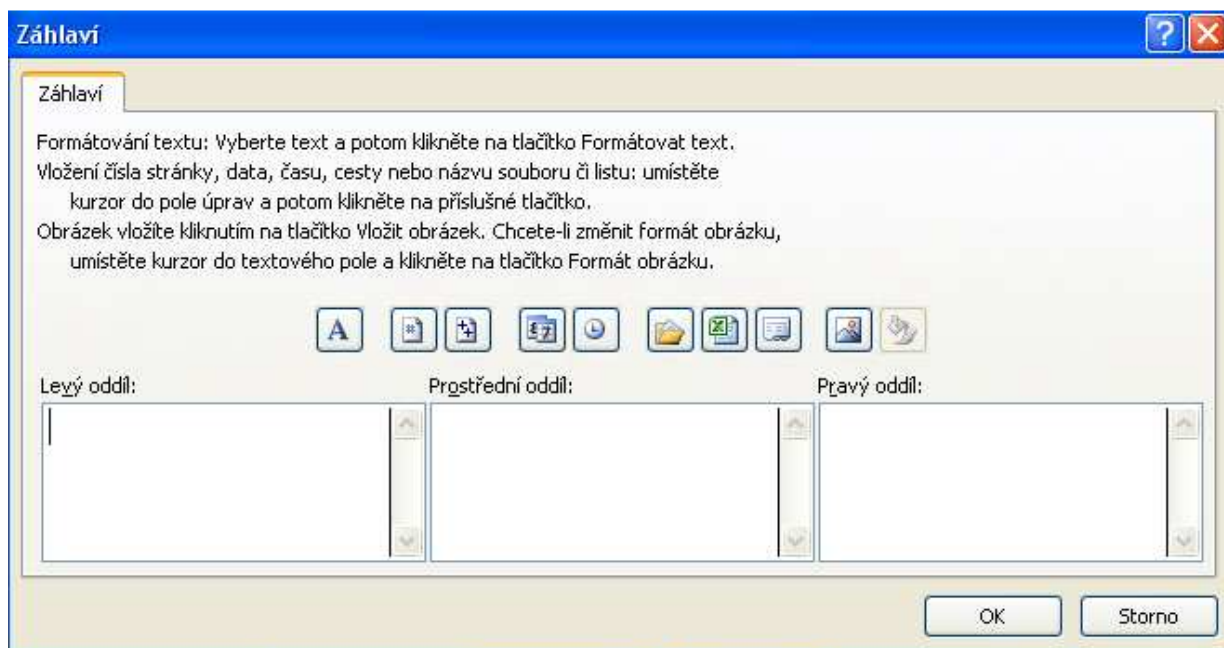 Záhlaví
Záhlaví
Formátování textu: Vyberte text a potom klikněte na tlačítko Formátovat text.
Vložení čísla stránky, data, času, cesty nebo názvu souboru či listu: umístěte
kurzor do pole úprav a potom klikněte na příslušné tlačítko.
Obrázek vložíte kliknutím na tlačítko Vložit obrázek. Chcete-li změnit formát obrázku,
umístěte kurzor do textového pole a klikněte na tlačítko Formát obrázku.
A
Levý oddíl: Prostřední oddíl: Pravý oddíl:
OK Storno